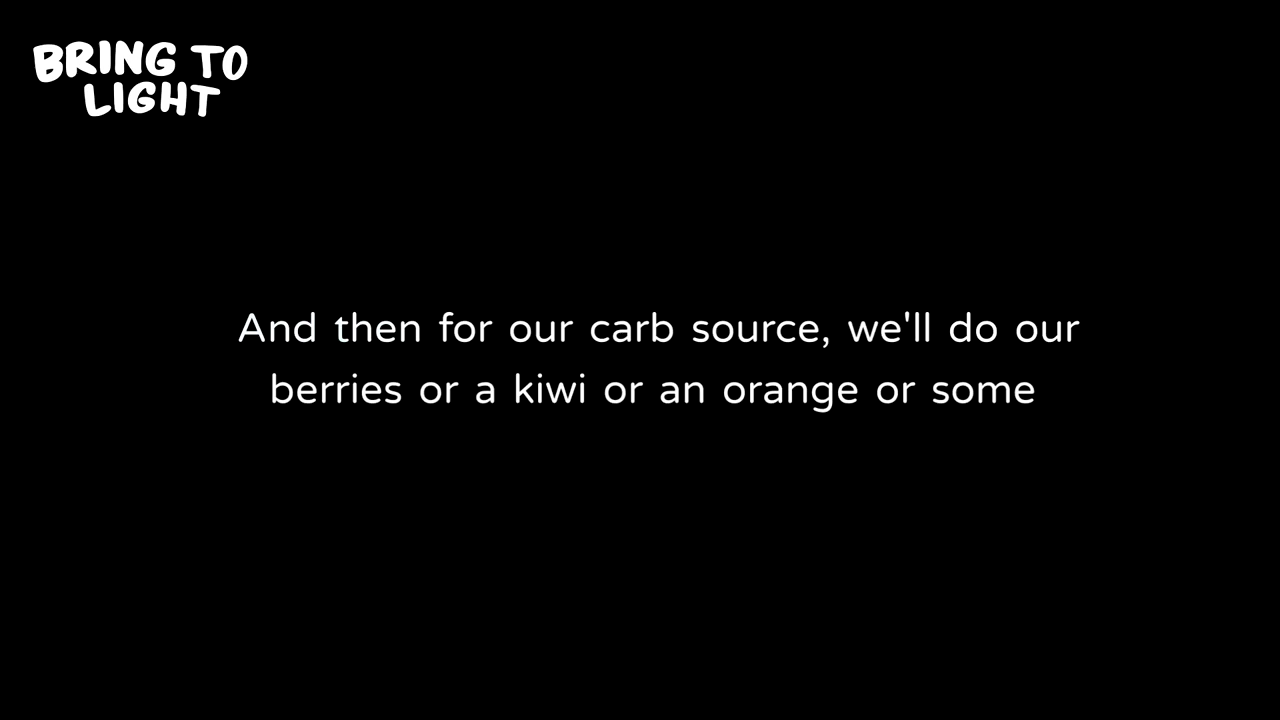 BRING TO
LIGHT
And then for our carb source, we'll do our
berries or a kiwi or an orange or some